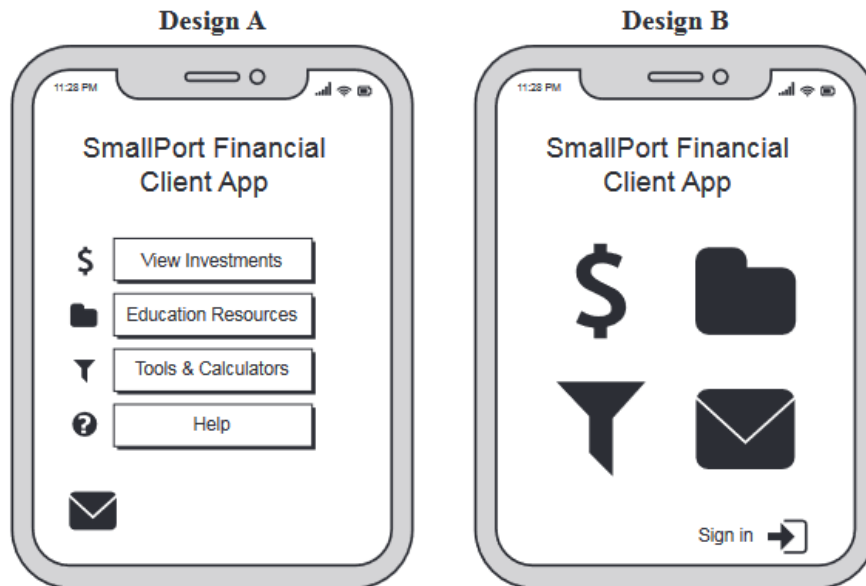 Design A
11:28 PM
SmallPort Financial
Client App
$
View Investments
Education Resources
Tools & Calculators
?
Help
Design B
11:28 PM
SmallPort Financial
Client App
$
Sign in